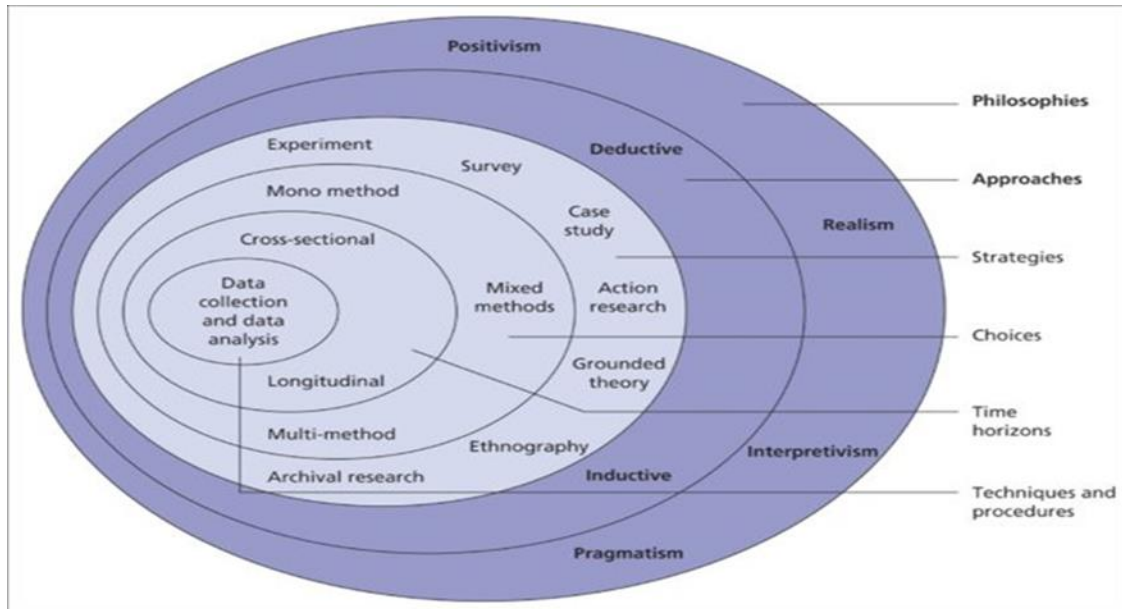 Positivism
Philosophies
Experiment
Survey
Deductive
Approaches
Mono method
Case
study
Realism
Cross-sectional
Strategies
Data
collection
and data
analysis
Mixed
methods
Action
research
Choices
Longitudinal
Grounded
theory
Time
horizons
Multi-method
Ethnography
Interpretivism
Archival research
Inductive
Techniques and
procedures
Pragmatism